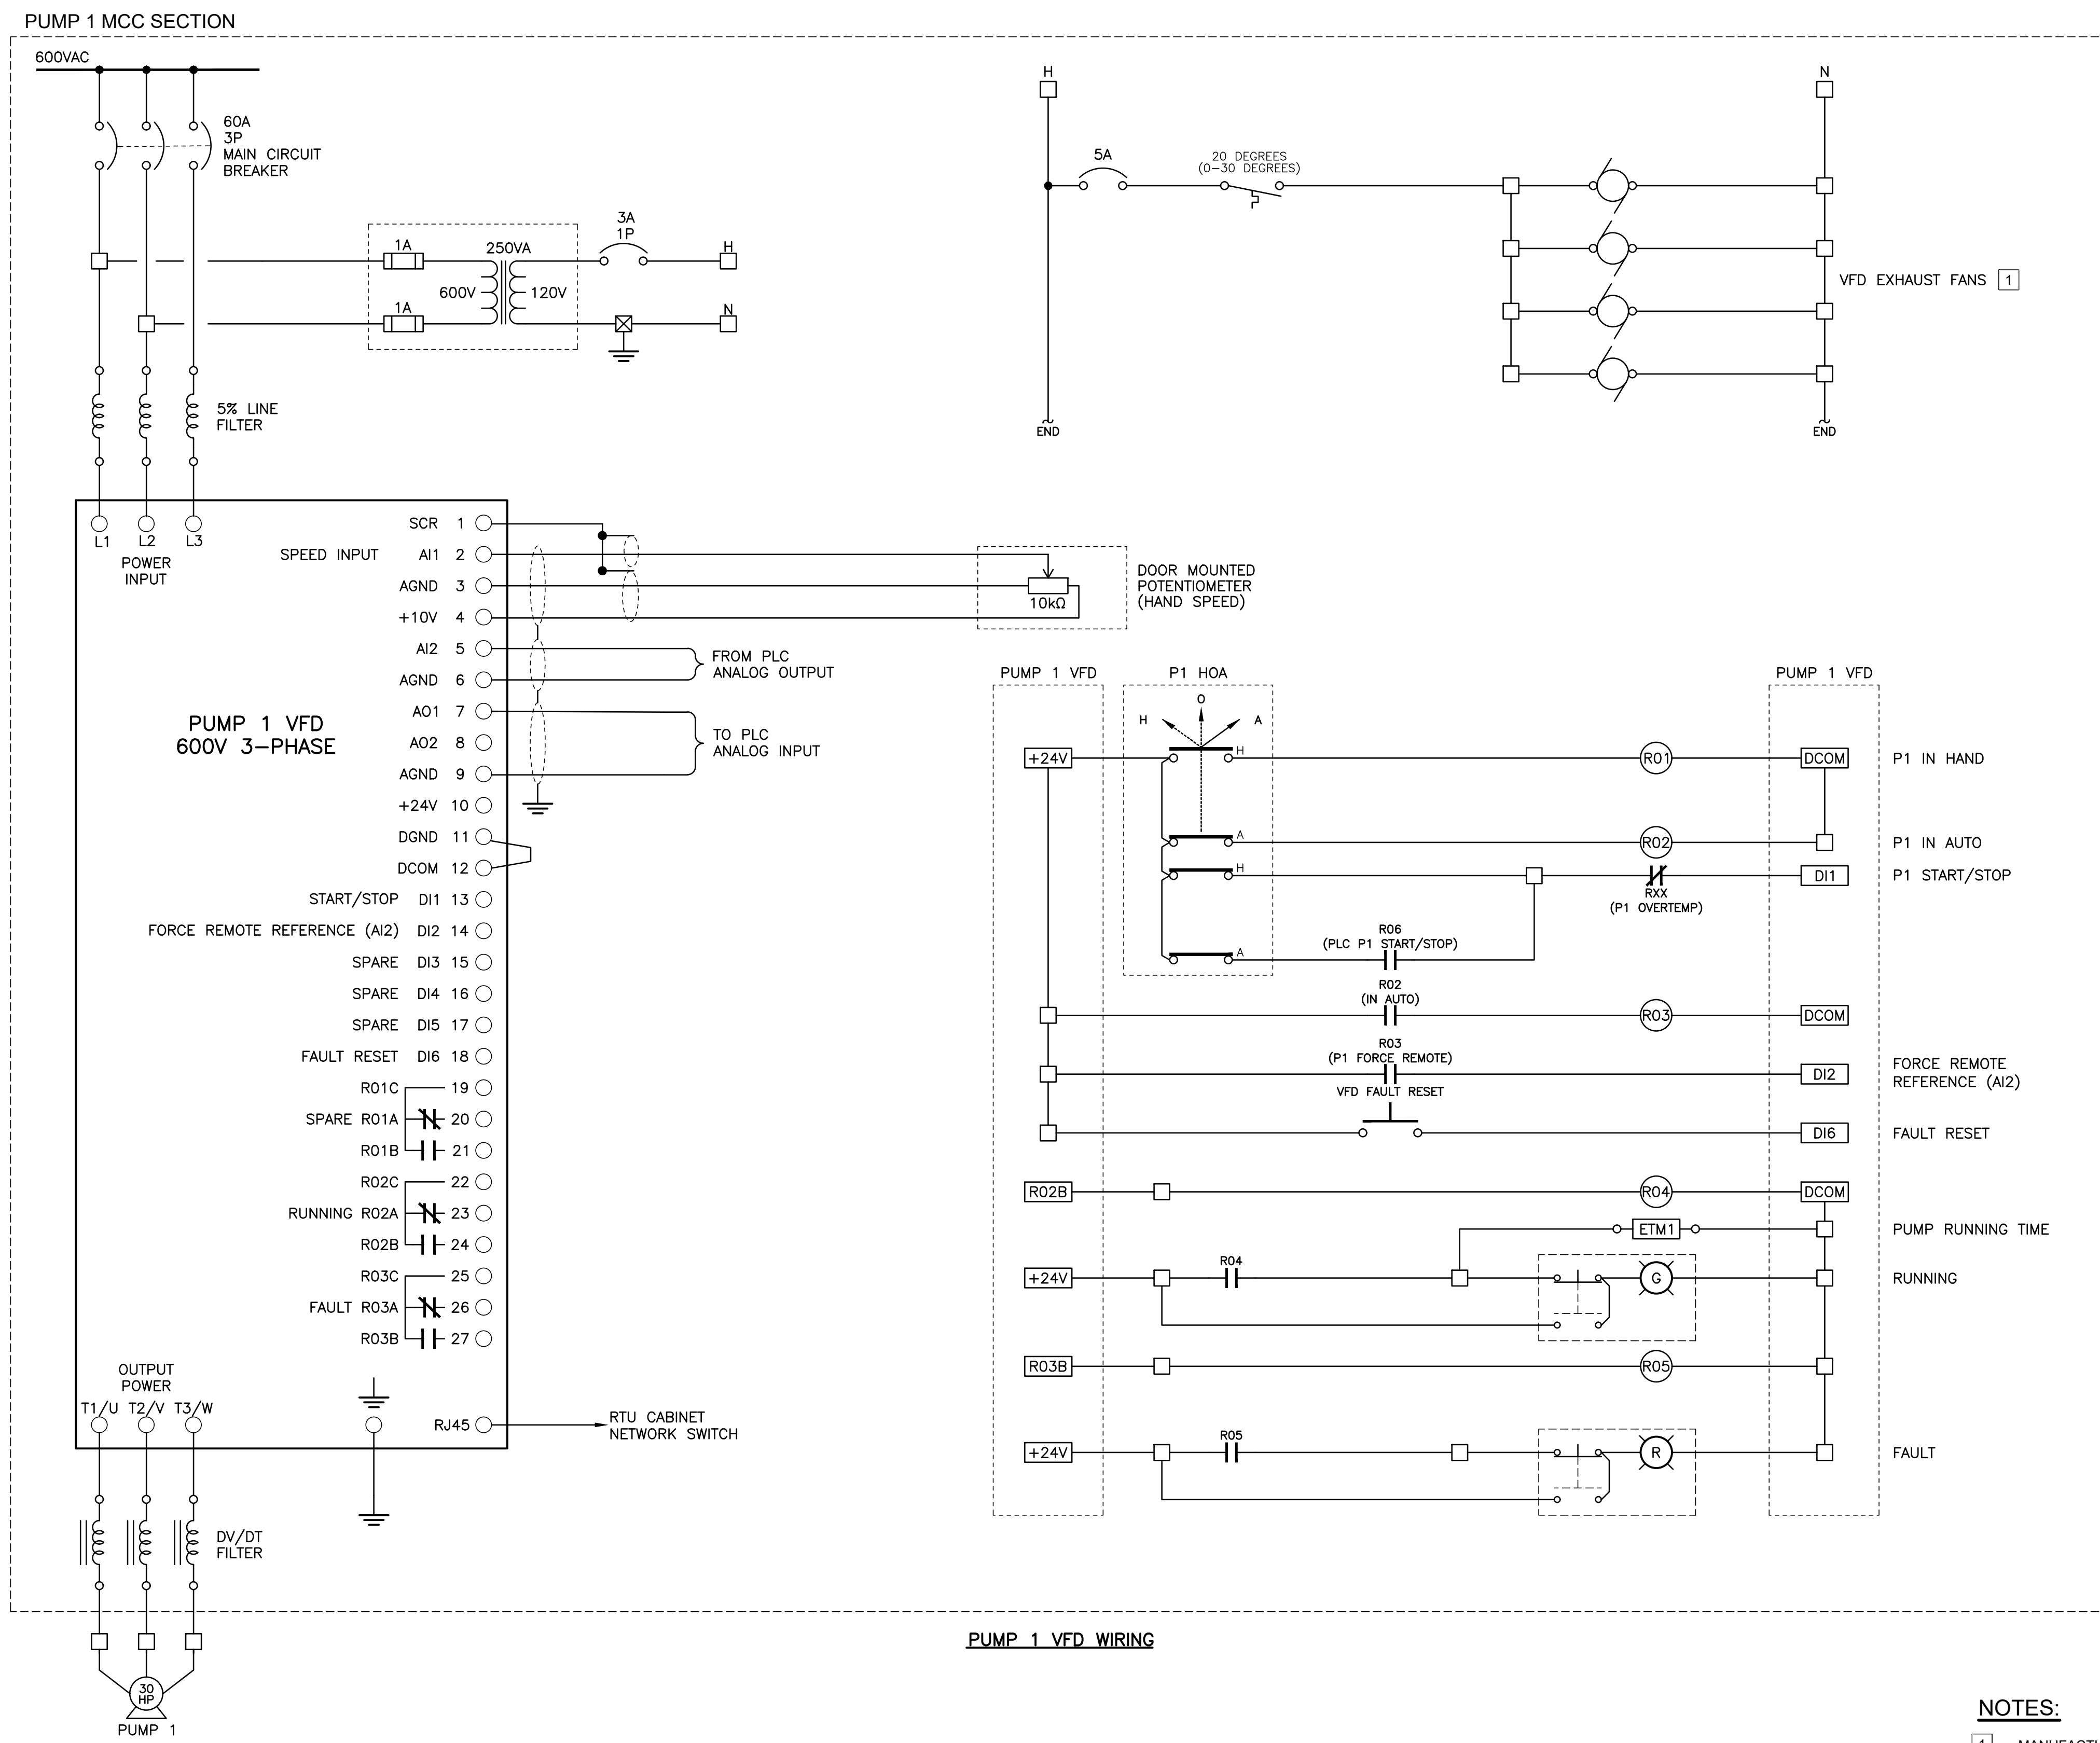 PUMP 1 MCC SECTION
600VAC
60A
3P
MAIN CIRCUIT
BREAKER
1A
1A
250VA
600V
120V
3A
1P
H
N
5% LINE
FILTER
H
N
5A
20 DEGREES
(0-30 DEGREES)
VFD EXHAUST FANS 1
END
END
L1 L2 L3
POWER
INPUT
PUMP 1 VFD
600V 3-PHASE
SCR 1
SPEED INPUT AI1 2
AGND 3
+10V 4
AI2 5
AGND 6
AO1 7
AO2 8
AGND 9
+24V 10
DGND 11
DCOM 12
START/STOP DI1 13
FORCE REMOTE REFERENCE (AI2) DI2 14
SPARE DI3 15
SPARE DI4 16
SPARE DI5 17
FAULT RESET DI6 18
R01C 19
SPARE R01A 20
R01B 21
R02C 22
RUNNING R02A 23
R02B 24
R03C 25
FAULT R03A 26
R03B 27
OUTPUT
POWER
T1/U T2/V T3/W
RJ45
RTU CABINET
NETWORK SWITCH
10kΩ
DOOR MOUNTED
POTENTIOMETER
(HAND SPEED)
FROM PLC
ANALOG OUTPUT
TO PLC
ANALOG INPUT
DV/DT
FILTER
30
HP
PUMP 1
PUMP 1 VFD
P1 HOA
PUMP 1 VFD
H O A
+24V H R01 DCOM P1 IN HAND
A R02 P1 IN AUTO
H DI1 P1 START/STOP
RXX
(P1 OVERTEMP)
R06
(PLC P1 START/STOP)
A
R02
(IN AUTO)
R03 DCOM
R03
(P1 FORCE REMOTE)
DI2
FORCE REMOTE
REFERENCE (AI2)
VFD FAULT RESET
DI6 FAULT RESET
R02B R04 DCOM
ETM1 PUMP RUNNING TIME
R04
+24V G RUNNING
R03B R05
R05
+24V R FAULT
PUMP 1 VFD WIRING
NOTES: